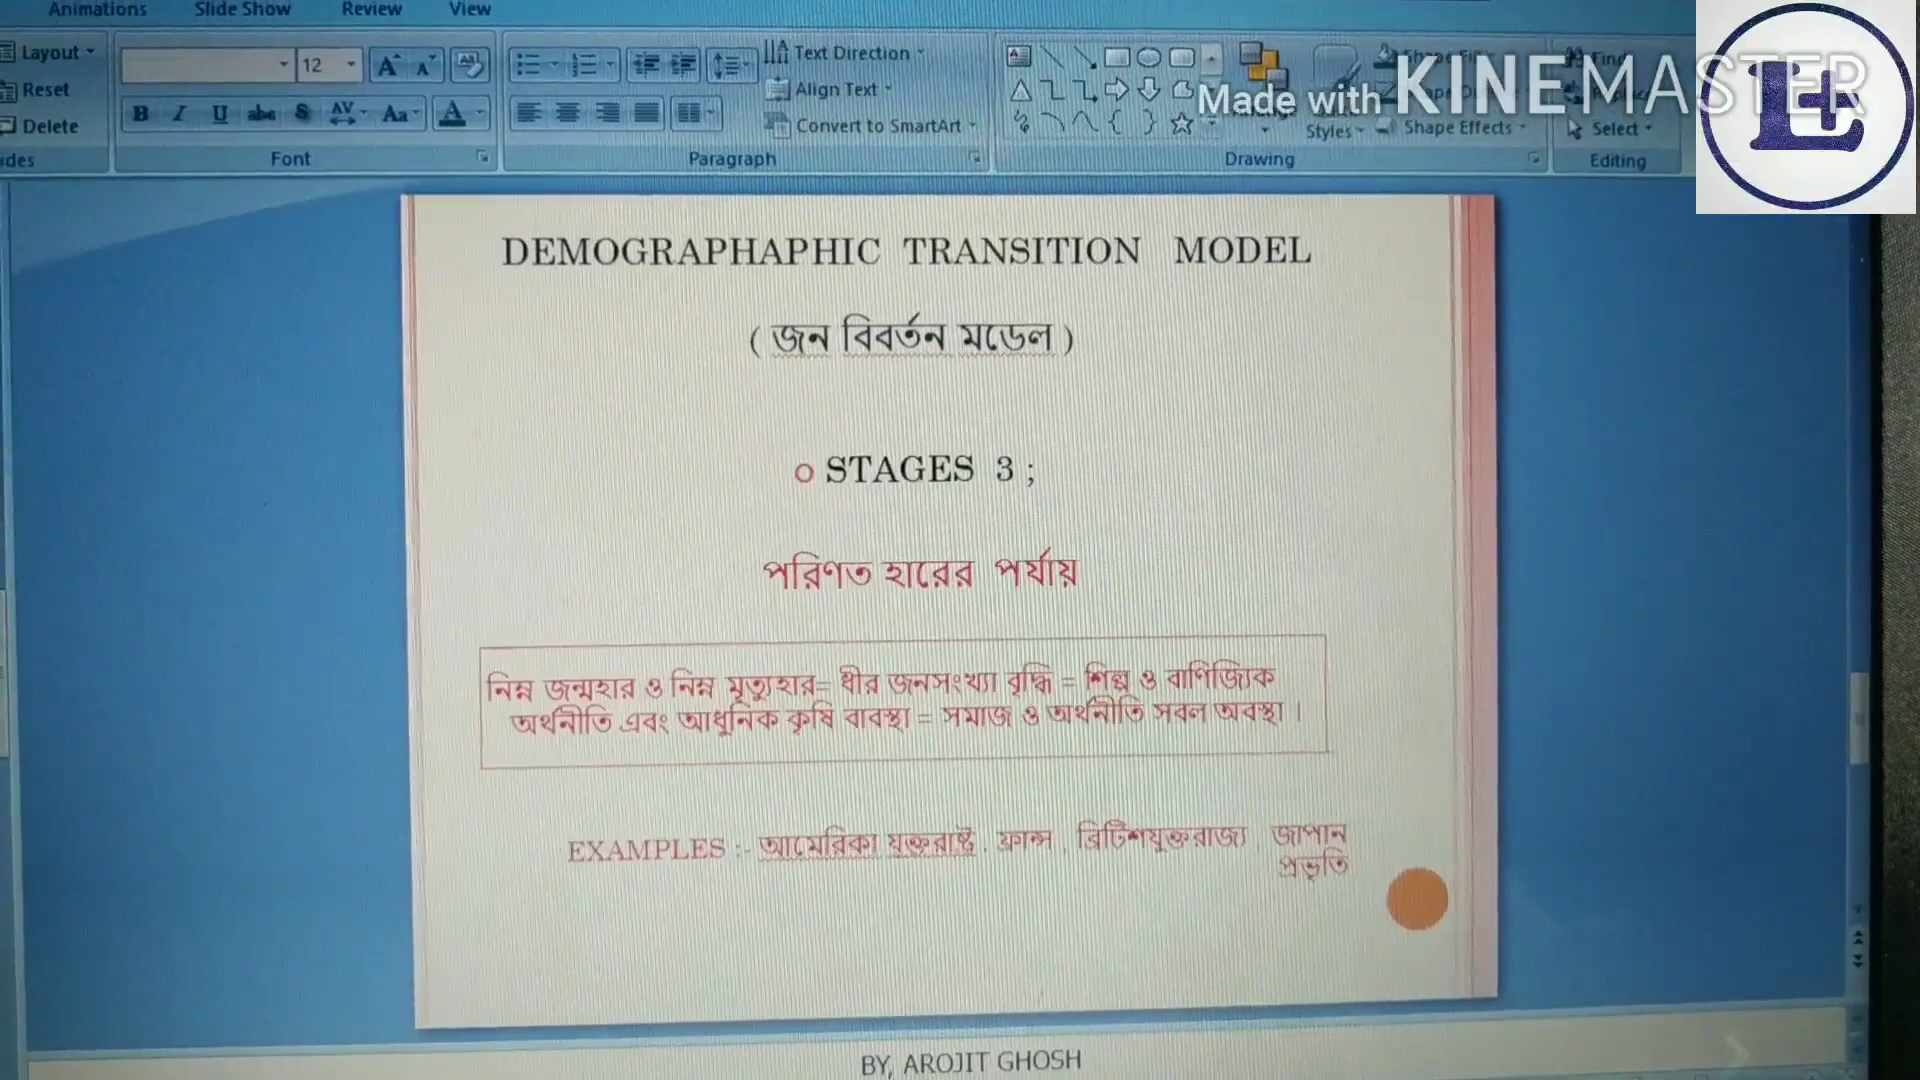 Animations Slide Show Review View
Layout 12 Text Direction
Reset Align Text
Made with KINEMASTER
B I U abc S AV Aa A
Delete Convert to SmartArt Styles Shape Effects Select
Font Paragraph Drawing Editing
L+
DEMOGRAPHAPHIC TRANSITION MODEL
( জন বিবর্তন মডেল )
STAGES 3 ;
পরিণত হারের পর্যায়
নিম্ন জন্মহার ও নিম্ন মৃত্যুহার= ধীর জনসংখ্যা বৃদ্ধি = শিল্প ও বাণিজ্যিক
অর্থনীতি এবং আধুনিক কৃষি ব্যবস্থা = সমাজ ও অর্থনীতি সবল অবস্থা ।
EXAMPLES :- আমেরিকা যুক্তরাষ্ট্র , ফ্রান্স , ব্রিটিশযুক্তরাজ্য , জাপান
প্রভৃতি
BY, AROJIT GHOSH